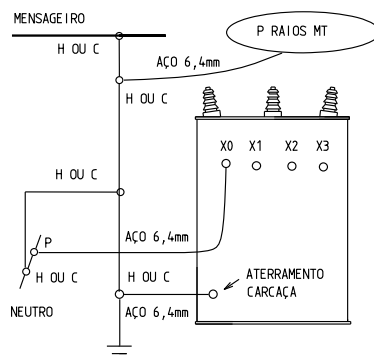 MENSAGEIRO
P RAIOS MT
H OU C
AÇO 6,4mm
H OU C
X0 X1 X2 X3
H OU C
P
AÇO 6,4mm
H OU C
H OU C
ATERRAMENTO
CARCAÇA
NEUTRO
AÇO 6,4mm